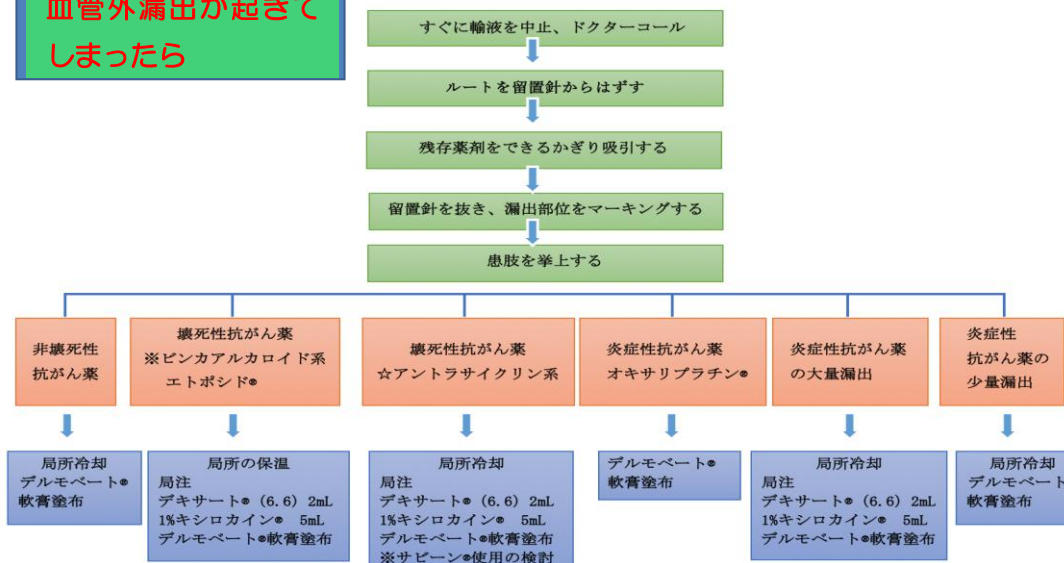 血管外漏出が起きて
しまったら
すぐに輸液を中止、ドクターコール
ルートを留置針からはずす
残存薬剤をできるかぎり吸引する
留置針を抜き、漏出部位をマーキングする
患肢を挙上する
非壊死性
抗がん薬
壊死性抗がん薬
※ビンカアルカロイド系
エトポシド®
壊死性抗がん薬
☆アントラサイクリン系
炎症性抗がん薬
オキサリプラチン®
炎症性抗がん薬
の大量漏出
炎症性
抗がん薬の
少量漏出
局所冷却
デルモベート®
軟膏塗布
局所の保温
局注
デキサート®（6.6）2mL
1%キシロカイン® 5mL
デルモベート®軟膏塗布
局所冷却
局注
デキサート®（6.6）2mL
1%キシロカイン® 5mL
デルモベート®軟膏塗布
※サビーン®使用の検討
デルモベート®
軟膏塗布
局所冷却
局注
デキサート®（6.6）2mL
1%キシロカイン® 5mL
デルモベート®軟膏塗布
局所冷却
デルモベート
軟膏塗布